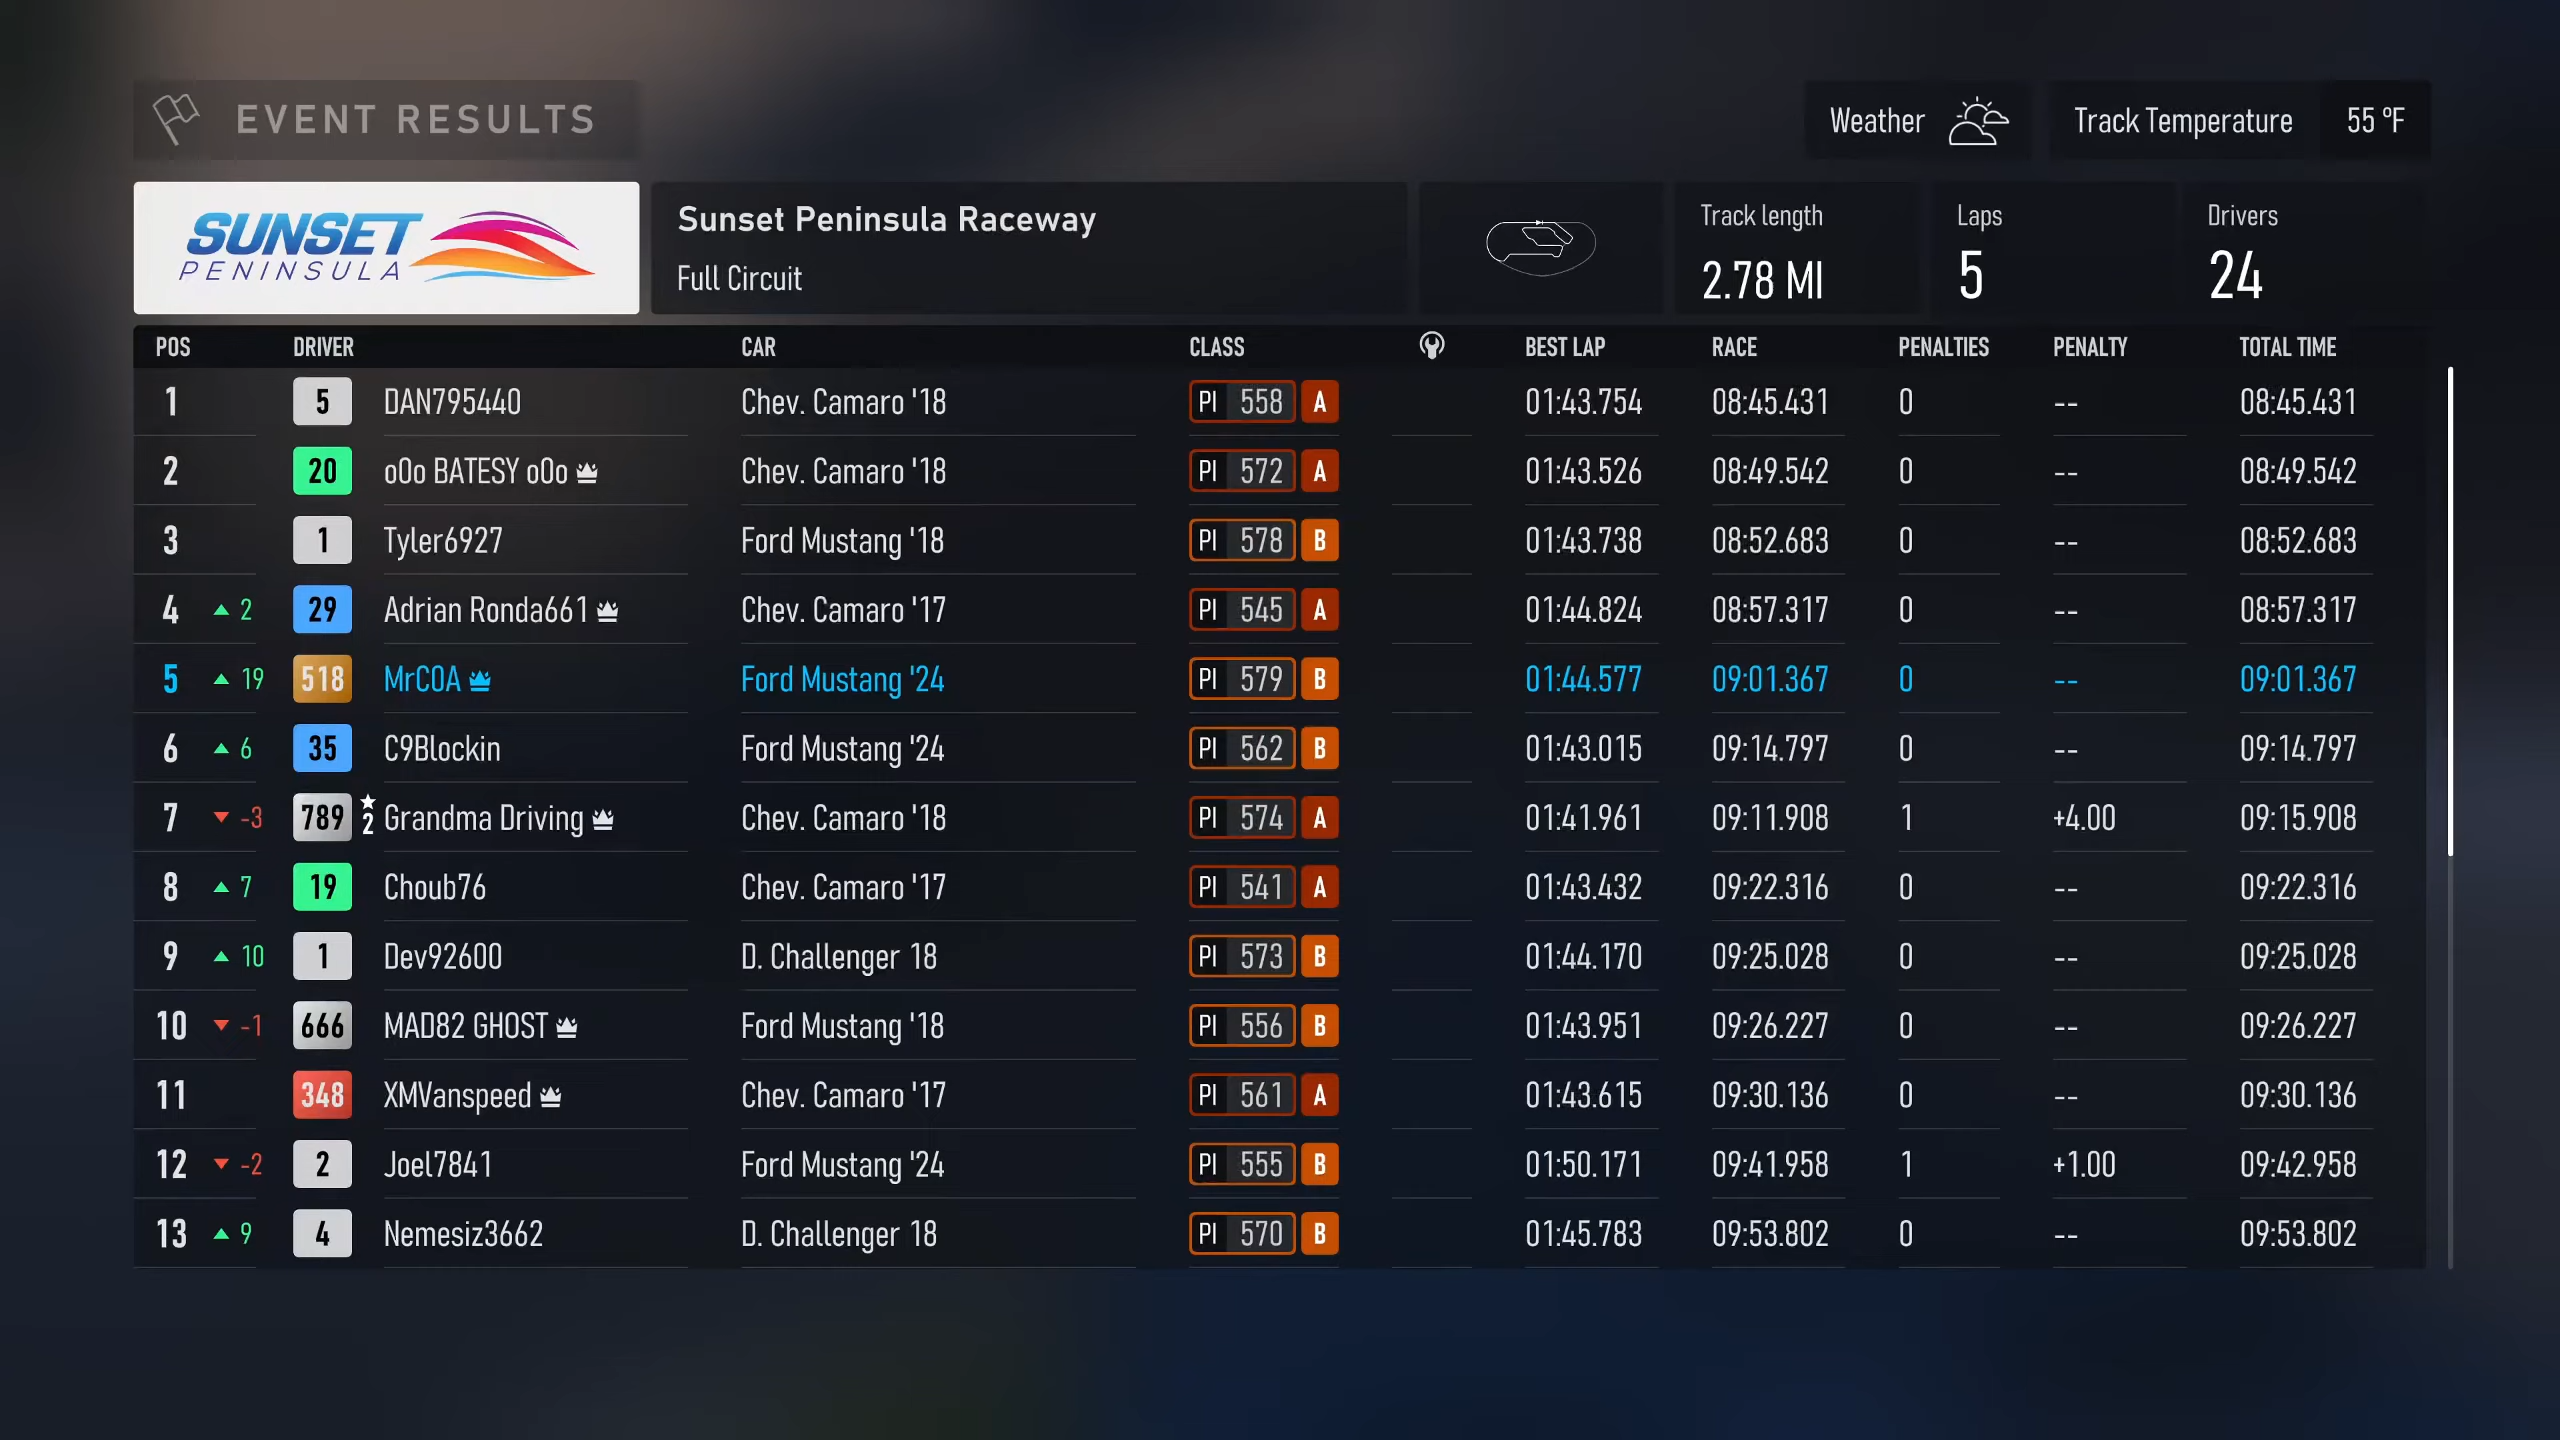 EVENT RESULTS
Weather
Track Temperature 55 °F
SUNSET
PENINSULA
Sunset Peninsula Raceway
Full Circuit
Track length
2.78 MI
Laps
5
Drivers
24
POS DRIVER CAR CLASS BEST LAP RACE PENALTIES PENALTY TOTAL TIME
1 5 DAN795440 Chev. Camaro '18 PI 558 A 01:43.754 08:45.431 0 -- 08:45.431
2 20 oOo BATESY oOo Chev. Camaro '18 PI 572 A 01:43.526 08:49.542 0 -- 08:49.542
3 1 Tyler6927 Ford Mustang '18 PI 578 B 01:43.738 08:52.683 0 -- 08:52.683
4 2 29 Adrian Ronda661 Chev. Camaro '17 PI 545 A 01:44.824 08:57.317 0 -- 08:57.317
5 19 518 MrCOA Ford Mustang '24 PI 579 B 01:44.577 09:01.367 0 -- 09:01.367
6 6 35 C9Blockin Ford Mustang '24 PI 562 B 01:43.015 09:14.797 0 -- 09:14.797
7 -3 789 2 Grandma Driving Chev. Camaro '18 PI 574 A 01:41.961 09:11.908 1 +4.00 09:15.908
8 7 19 Choub76 Chev. Camaro '17 PI 541 A 01:43.432 09:22.316 0 -- 09:22.316
9 10 1 Dev92600 D. Challenger 18 PI 573 B 01:44.170 09:25.028 0 -- 09:25.028
10 -1 666 MAD82 GHOST Ford Mustang '18 PI 556 B 01:43.951 09:26.227 0 -- 09:26.227
11 348 XMVanspeed Chev. Camaro '17 PI 561 A 01:43.615 09:30.136 0 -- 09:30.136
12 -2 2 Joel7841 Ford Mustang '24 PI 555 B 01:50.171 09:41.958 1 +1.00 09:42.958
13 9 4 Nemesiz3662 D. Challenger 18 PI 570 B 01:45.783 09:53.802 0 -- 09:53.802